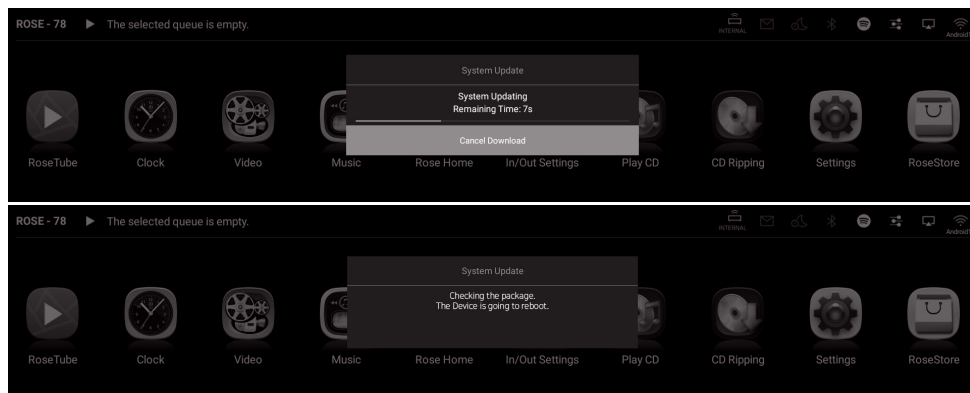 ROSE - 78 ▶ The selected queue is empty.
INTERNAL
System Update
System Updating
Remaining Time: 7s
Cancel Download
RoseTube Clock Video Music Rose Home In/Out Settings Play CD CD Ripping Settings RoseStore
ROSE - 78 ▶ The selected queue is empty.
INTERNAL
System Update
Checking the package.
The Device is going to reboot.
RoseTube Clock Video Music Rose Home In/Out Settings Play CD CD Ripping Settings RoseStore